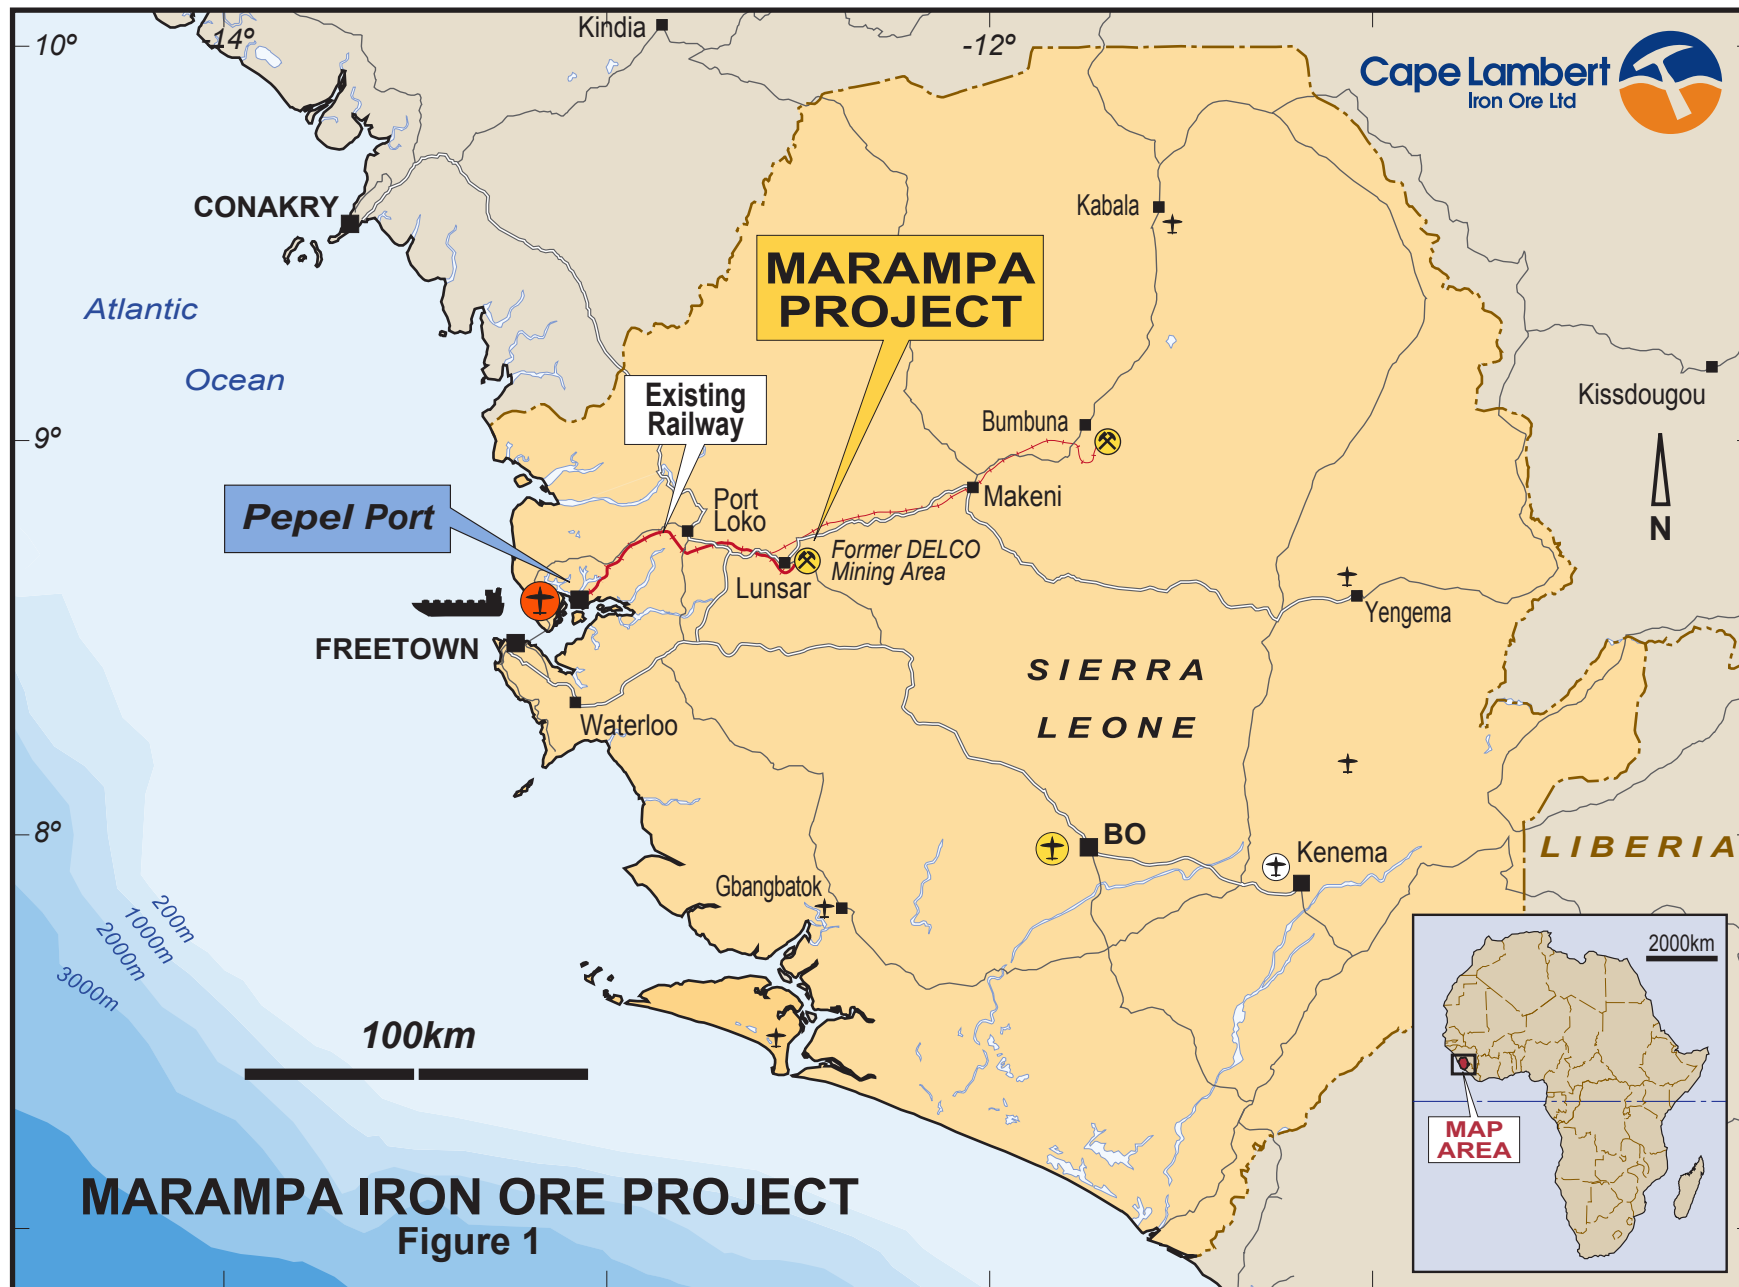 10º
-14º
Kindia
-12º
Cape Lambert
Iron Ore Ltd
CONAKRY
Kabala
MARAMPA
PROJECT
Atlantic
Ocean
Existing
Railway
Kissdougou
9º
Bumbuna
N
Pepel Port
Port
Loko
Makeni
Former DELCO
Mining Area
Lunsar
Yengema
FREETOWN
SIERRA
LEONE
Waterloo
8º
BO
LIBERIA
Kenema
Gbangbatok
200m
1000m
2000m
3000m
2000km
100km
MAP
AREA
MARAMPA IRON ORE PROJECT
Figure 1